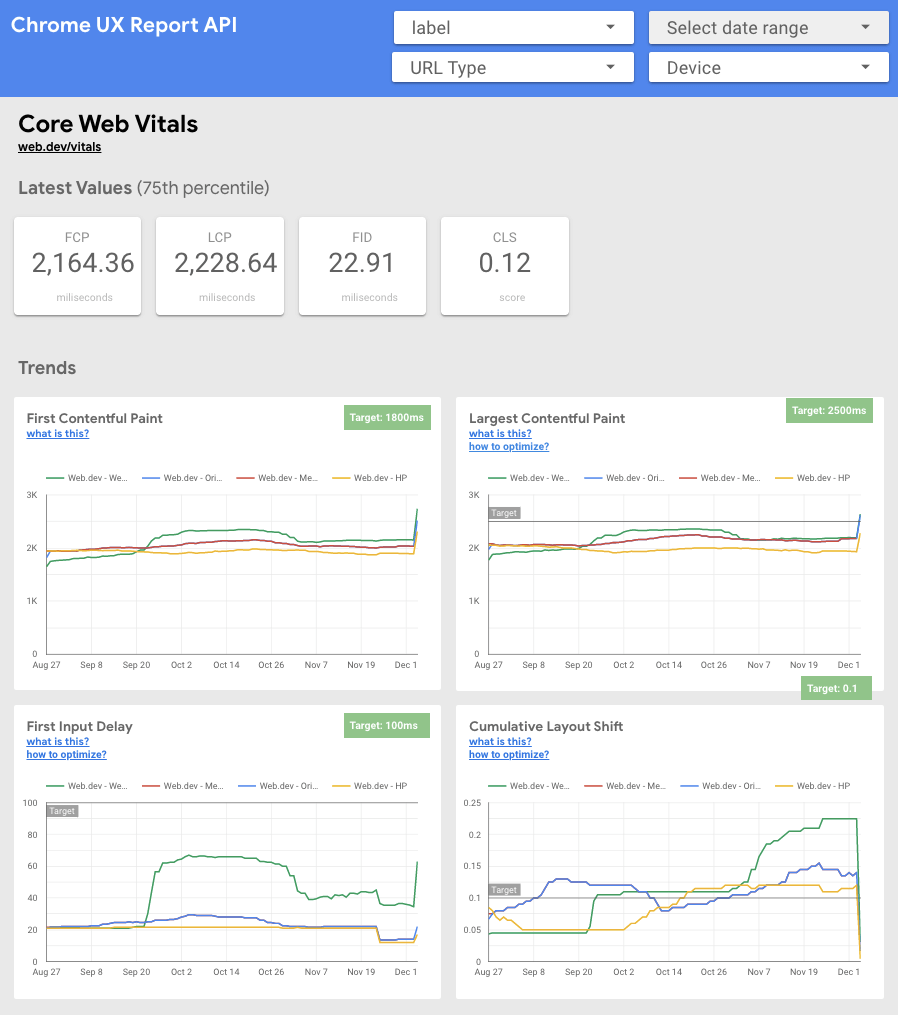 Chrome UX Report API
label
Select date range
URL Type
Device
Core Web Vitals
web.dev/vitals
Latest Values (75th percentile)
FCP
2,164.36
miliseconds
LCP
2,228.64
miliseconds
FID
22.91
miliseconds
CLS
0.12
score
Trends
First Contentful Paint
Target: 1800ms
what is this?
Web.dev - We... Web.dev - Ori... Web.dev - Me... Web.dev - HP
3K
2K
1K
0
Aug 27 Sep 8 Sep 20 Oct 2 Oct 14 Oct 26 Nov 7 Nov 19 Dec 1
Largest Contentful Paint
Target: 2500ms
what is this?
how to optimize?
Web.dev - We... Web.dev - Ori... Web.dev - Me... Web.dev - HP
3K
Target
2K
1K
0
Aug 27 Sep 8 Sep 20 Oct 2 Oct 14 Oct 26 Nov 7 Nov 19 Dec 1
First Input Delay
Target: 100ms
what is this?
how to optimize?
Web.dev - We... Web.dev - Me... Web.dev - Ori... Web.dev - HP
100
Target
80
60
40
20
0
Aug 27 Sep 8 Sep 20 Oct 2 Oct 14 Oct 26 Nov 7 Nov 19 Dec 1
Target: 0.1
Cumulative Layout Shift
what is this?
how to optimize?
Web.dev - We... Web.dev - Me... Web.dev - Ori... Web.dev - HP
0.25
0.2
0.15
Target
0.1
0.05
0
Aug 27 Sep 8 Sep 20 Oct 2 Oct 14 Oct 26 Nov 7 Nov 19 Dec 1